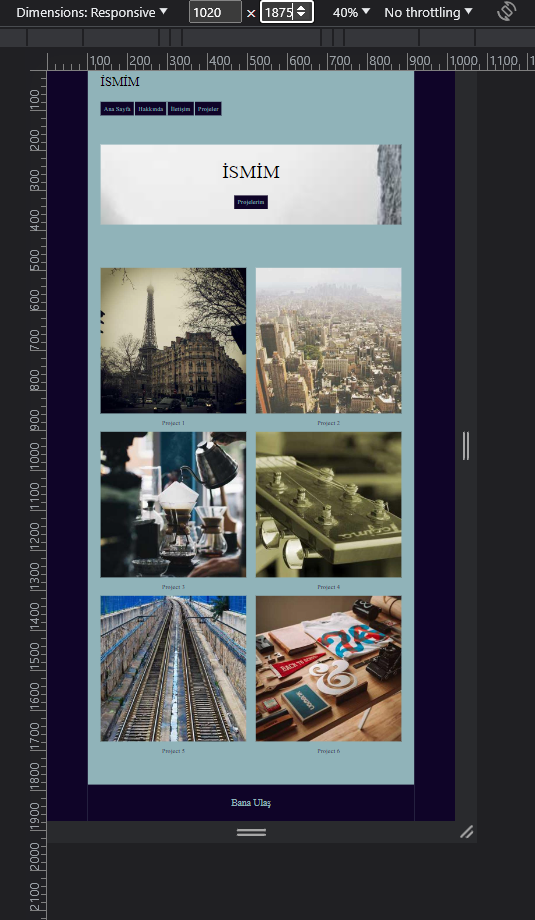 Dimensions: Responsive 1020 × 1875 40% No throttling
100 200 300 400 500 600 700 800 900 1000 1100 12
100
200
300
400
500
600
700
800
900
1000
1100
1200
1300
1400
1500
1600
1700
1800
1900
2000
2100
İSMİM
Ana Sayfa Hakkında İletişim Projeler
İSMİM
Projelerim
Project 1 Project 2
Project 3 Project 4
Project 5 Project 6
Bana Ulaş